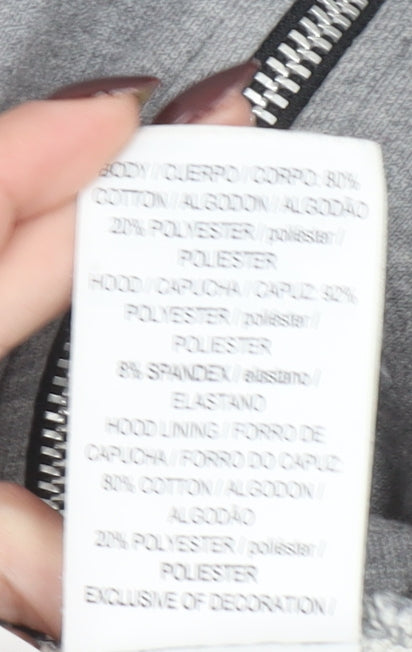 BODY / CUERPO / CORPO: 80%
COTTON / ALGODON / ALGODÃO
20% POLYESTER / poliéster /
POLIESTER
HOOD / CAPUCHA / CAPUZ: 92%
POLYESTER / poliéster /
POLIESTER
8% SPANDEX / elastano /
ELASTANO
HOOD LINING / FORRO DE
CAPUCHA / FORRO DO CAPUZ:
80% COTTON / ALGODON /
ALGODÃO
20% POLYESTER / poliéster /
POLIESTER
EXCLUSIVE OF DECORATION /